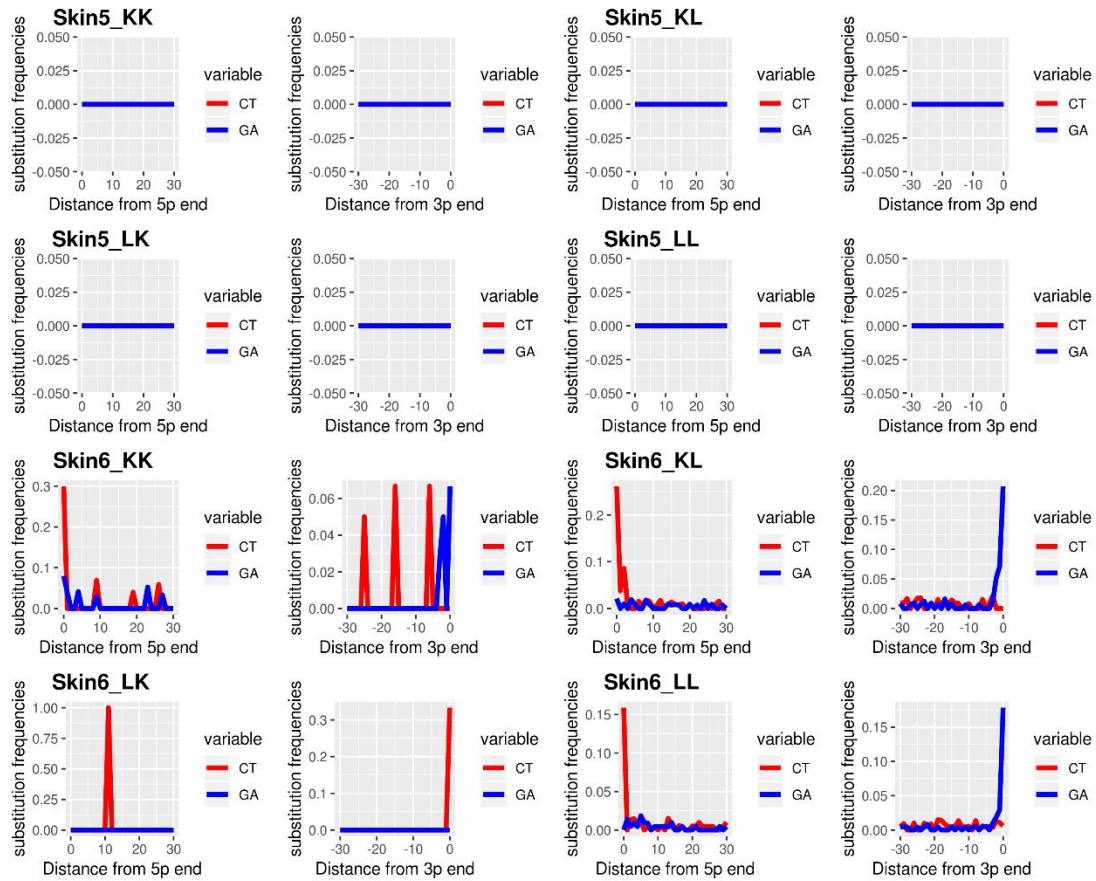 Skin5_KK
substitution frequencies
0.050
0.025
0.000
-0.025
-0.050
0 10 20 30
Distance from 5p end
substitution frequencies
0.050
0.025
0.000
-0.025
-0.050
-30 -20 -10 0
Distance from 3p end
variable
CT
GA
variable
CT
GA
Skin5_KL
substitution frequencies
0.050
0.025
0.000
-0.025
-0.050
0 10 20 30
Distance from 5p end
variable
CT
GA
substitution frequencies
0.050
0.025
0.000
-0.025
-0.050
-30 -20 -10 0
Distance from 3p end
variable
CT
GA
Skin5_LK
substitution frequencies
0.050
0.025
0.000
-0.025
-0.050
0 10 20 30
Distance from 5p end
variable
CT
GA
substitution frequencies
0.050
0.025
0.000
-0.025
-0.050
-30 -20 -10 0
Distance from 3p end
variable
CT
GA
Skin5_LL
substitution frequencies
0.050
0.025
0.000
-0.025
-0.050
0 10 20 30
Distance from 5p end
variable
CT
GA
substitution frequencies
0.050
0.025
0.000
-0.025
-0.050
-30 -20 -10 0
Distance from 3p end
variable
CT
GA
Skin6_KK
substitution frequencies
0.3
0.2
0.1
0.0
0 10 20 30
Distance from 5p end
variable
CT
GA
substitution frequencies
0.06
0.04
0.02
0.00
-30 -20 -10 0
Distance from 3p end
variable
CT
GA
Skin6_KL
substitution frequencies
0.2
0.1
0.0
0 10 20 30
Distance from 5p end
variable
CT
GA
substitution frequencies
0.20
0.15
0.10
0.05
0.00
-30 -20 -10 0
Distance from 3p end
variable
CT
GA
Skin6_LK
substitution frequencies
1.00
0.75
0.50
0.25
0.00
0 10 20 30
Distance from 5p end
variable
CT
GA
substitution frequencies
0.3
0.2
0.1
0.0
-30 -20 -10 0
Distance from 3p end
variable
CT
GA
Skin6_LL
substitution frequencies
0.15
0.10
0.05
0.00
0 10 20 30
Distance from 5p end
variable
CT
GA
substitution frequencies
0.15
0.10
0.05
0.00
-30 -20 -10 0
Distance from 3p end
variable
CT
GA